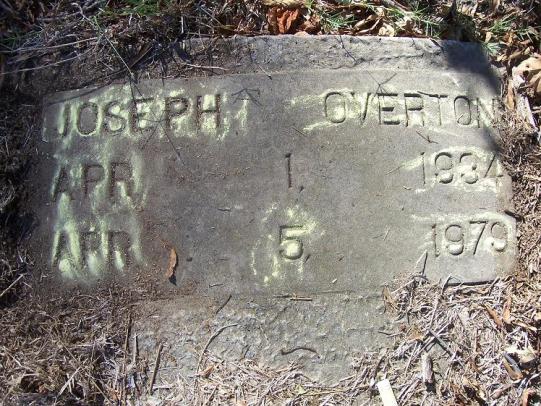 JOSEPH OVERTON
APR. 1, 1934
APR. 5, 1979